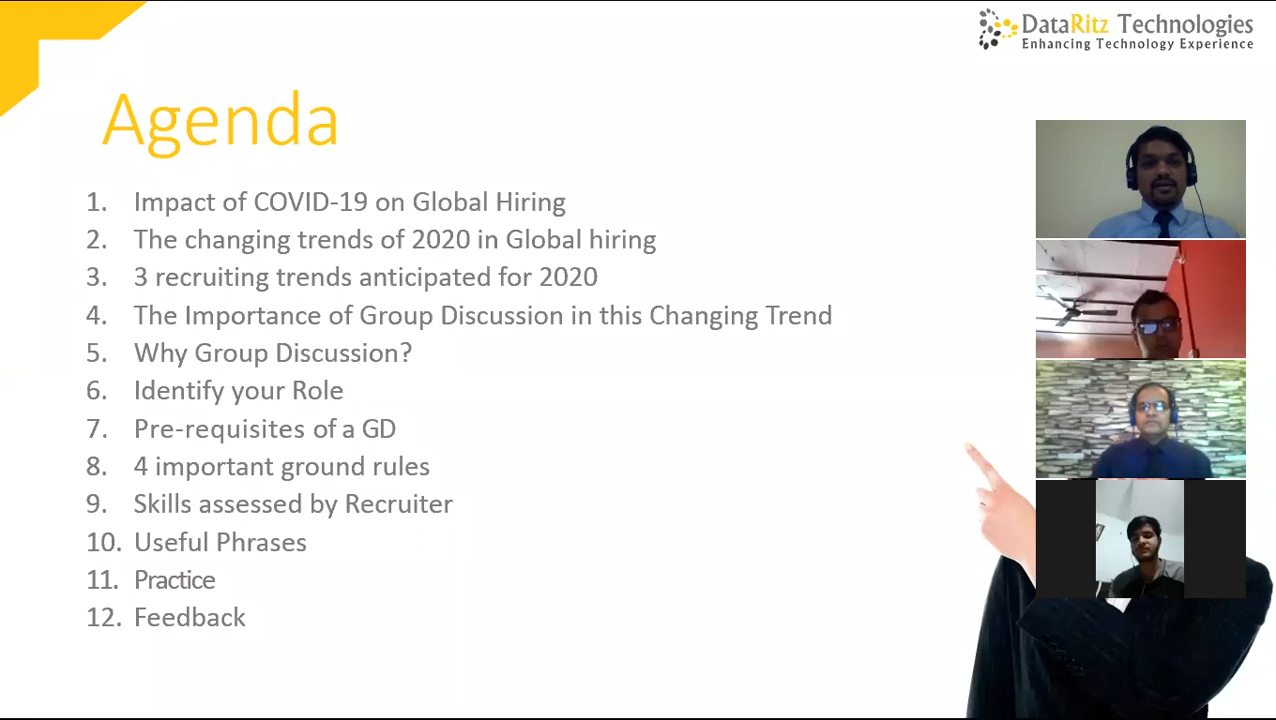 DataRitz Technologies
Enhancing Technology Experience
Agenda
1. Impact of COVID-19 on Global Hiring
2. The changing trends of 2020 in Global hiring
3. 3 recruiting trends anticipated for 2020
4. The Importance of Group Discussion in this Changing Trend
5. Why Group Discussion?
6. Identify your Role
7. Pre-requisites of a GD
8. 4 important ground rules
9. Skills assessed by Recruiter
10. Useful Phrases
11. Practice
12. Feedback